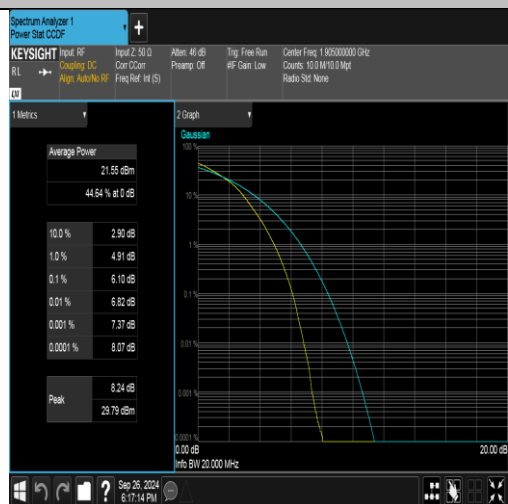 Spectrum Analyzer 1
Power Stat CCDF
KEYSIGHT
RL
Input: RF
Coupling: DC
Align: Auto/No RF
Input Z: 50 Ω
Corr CCorr
Freq Ref: Int (S)
Atten: 46 dB
Preamp: Off
Trig: Free Run
#IF Gain: Low
Center Freq: 1.905000000 GHz
Counts: 10.0 M/10.0 Mpt
Radio Std: None
1 Metrics
Average Power
21.55 dBm
44.64 % at 0 dB
10.0 % 2.90 dB
1.0 % 4.91 dB
0.1 % 6.10 dB
0.01 % 6.82 dB
0.001 % 7.37 dB
0.0001 % 8.07 dB
Peak
8.24 dB
29.79 dBm
2 Graph
Gaussian
100 %
10 %
1 %
0.1 %
0.01 %
0.001 %
0.0001 %
0.00 dB
20.00 dB
Info BW 20.000 MHz
Sep 26, 2024
6:17:14 PM